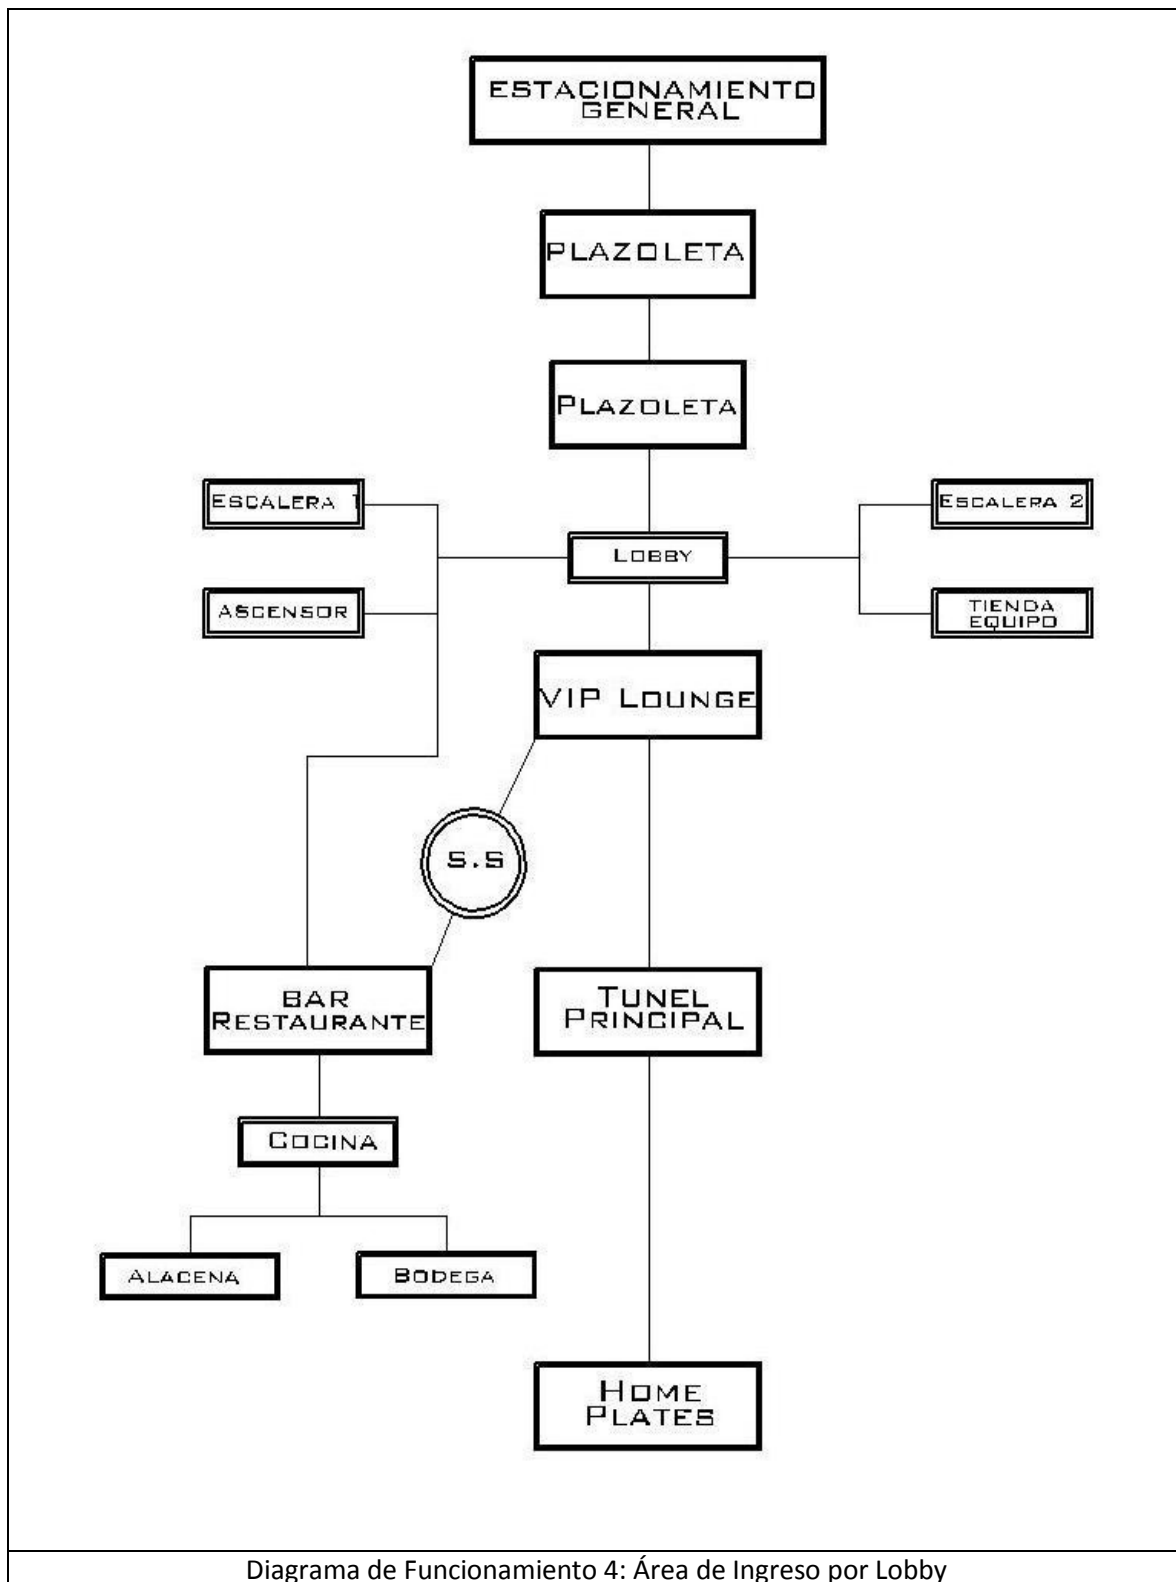 ESTACIONAMIENTO
GENERAL
PLAZOLETA
PLAZOLETA
ESCALERA 1
ESCALERA 2
LOBBY
ASCENSOR
TIENDA
EQUIPO
VIP LOUNGE
S.S
BAR
RESTAURANTE
TUNEL
PRINCIPAL
COCINA
ALACENA
BODEGA
HOME
PLATES
Diagrama de Funcionamiento 4: Área de Ingreso por Lobby